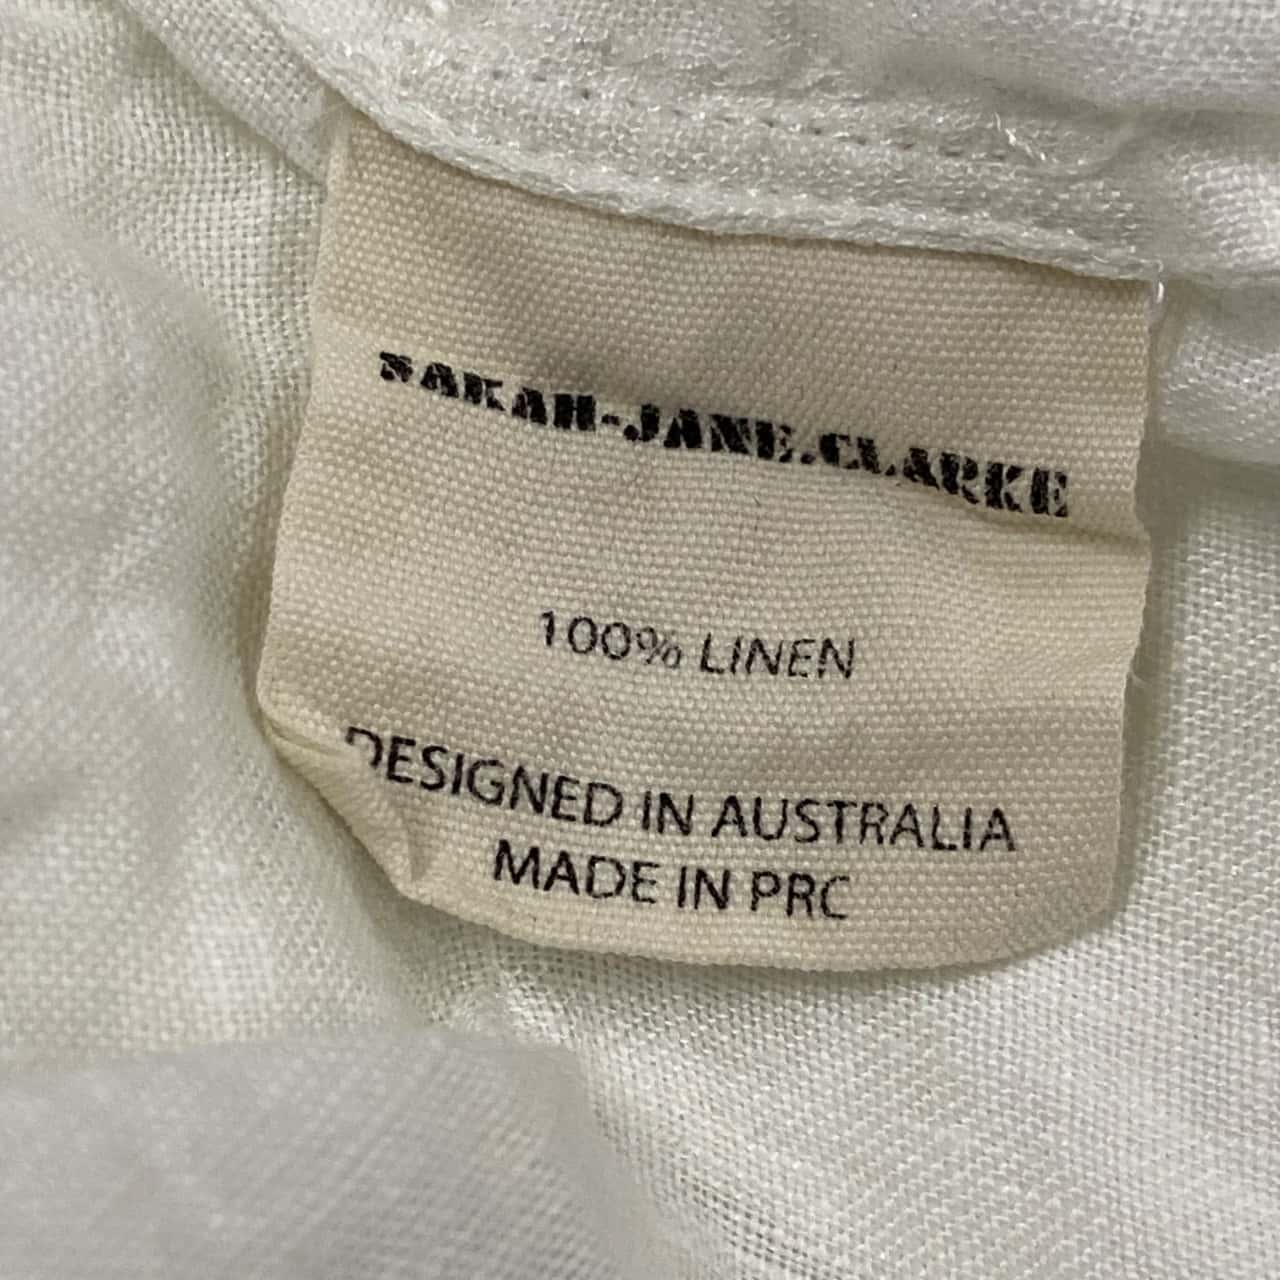 SARAH-JANE.CLARKE
100% LINEN
DESIGNED IN AUSTRALIA
MADE IN PRC